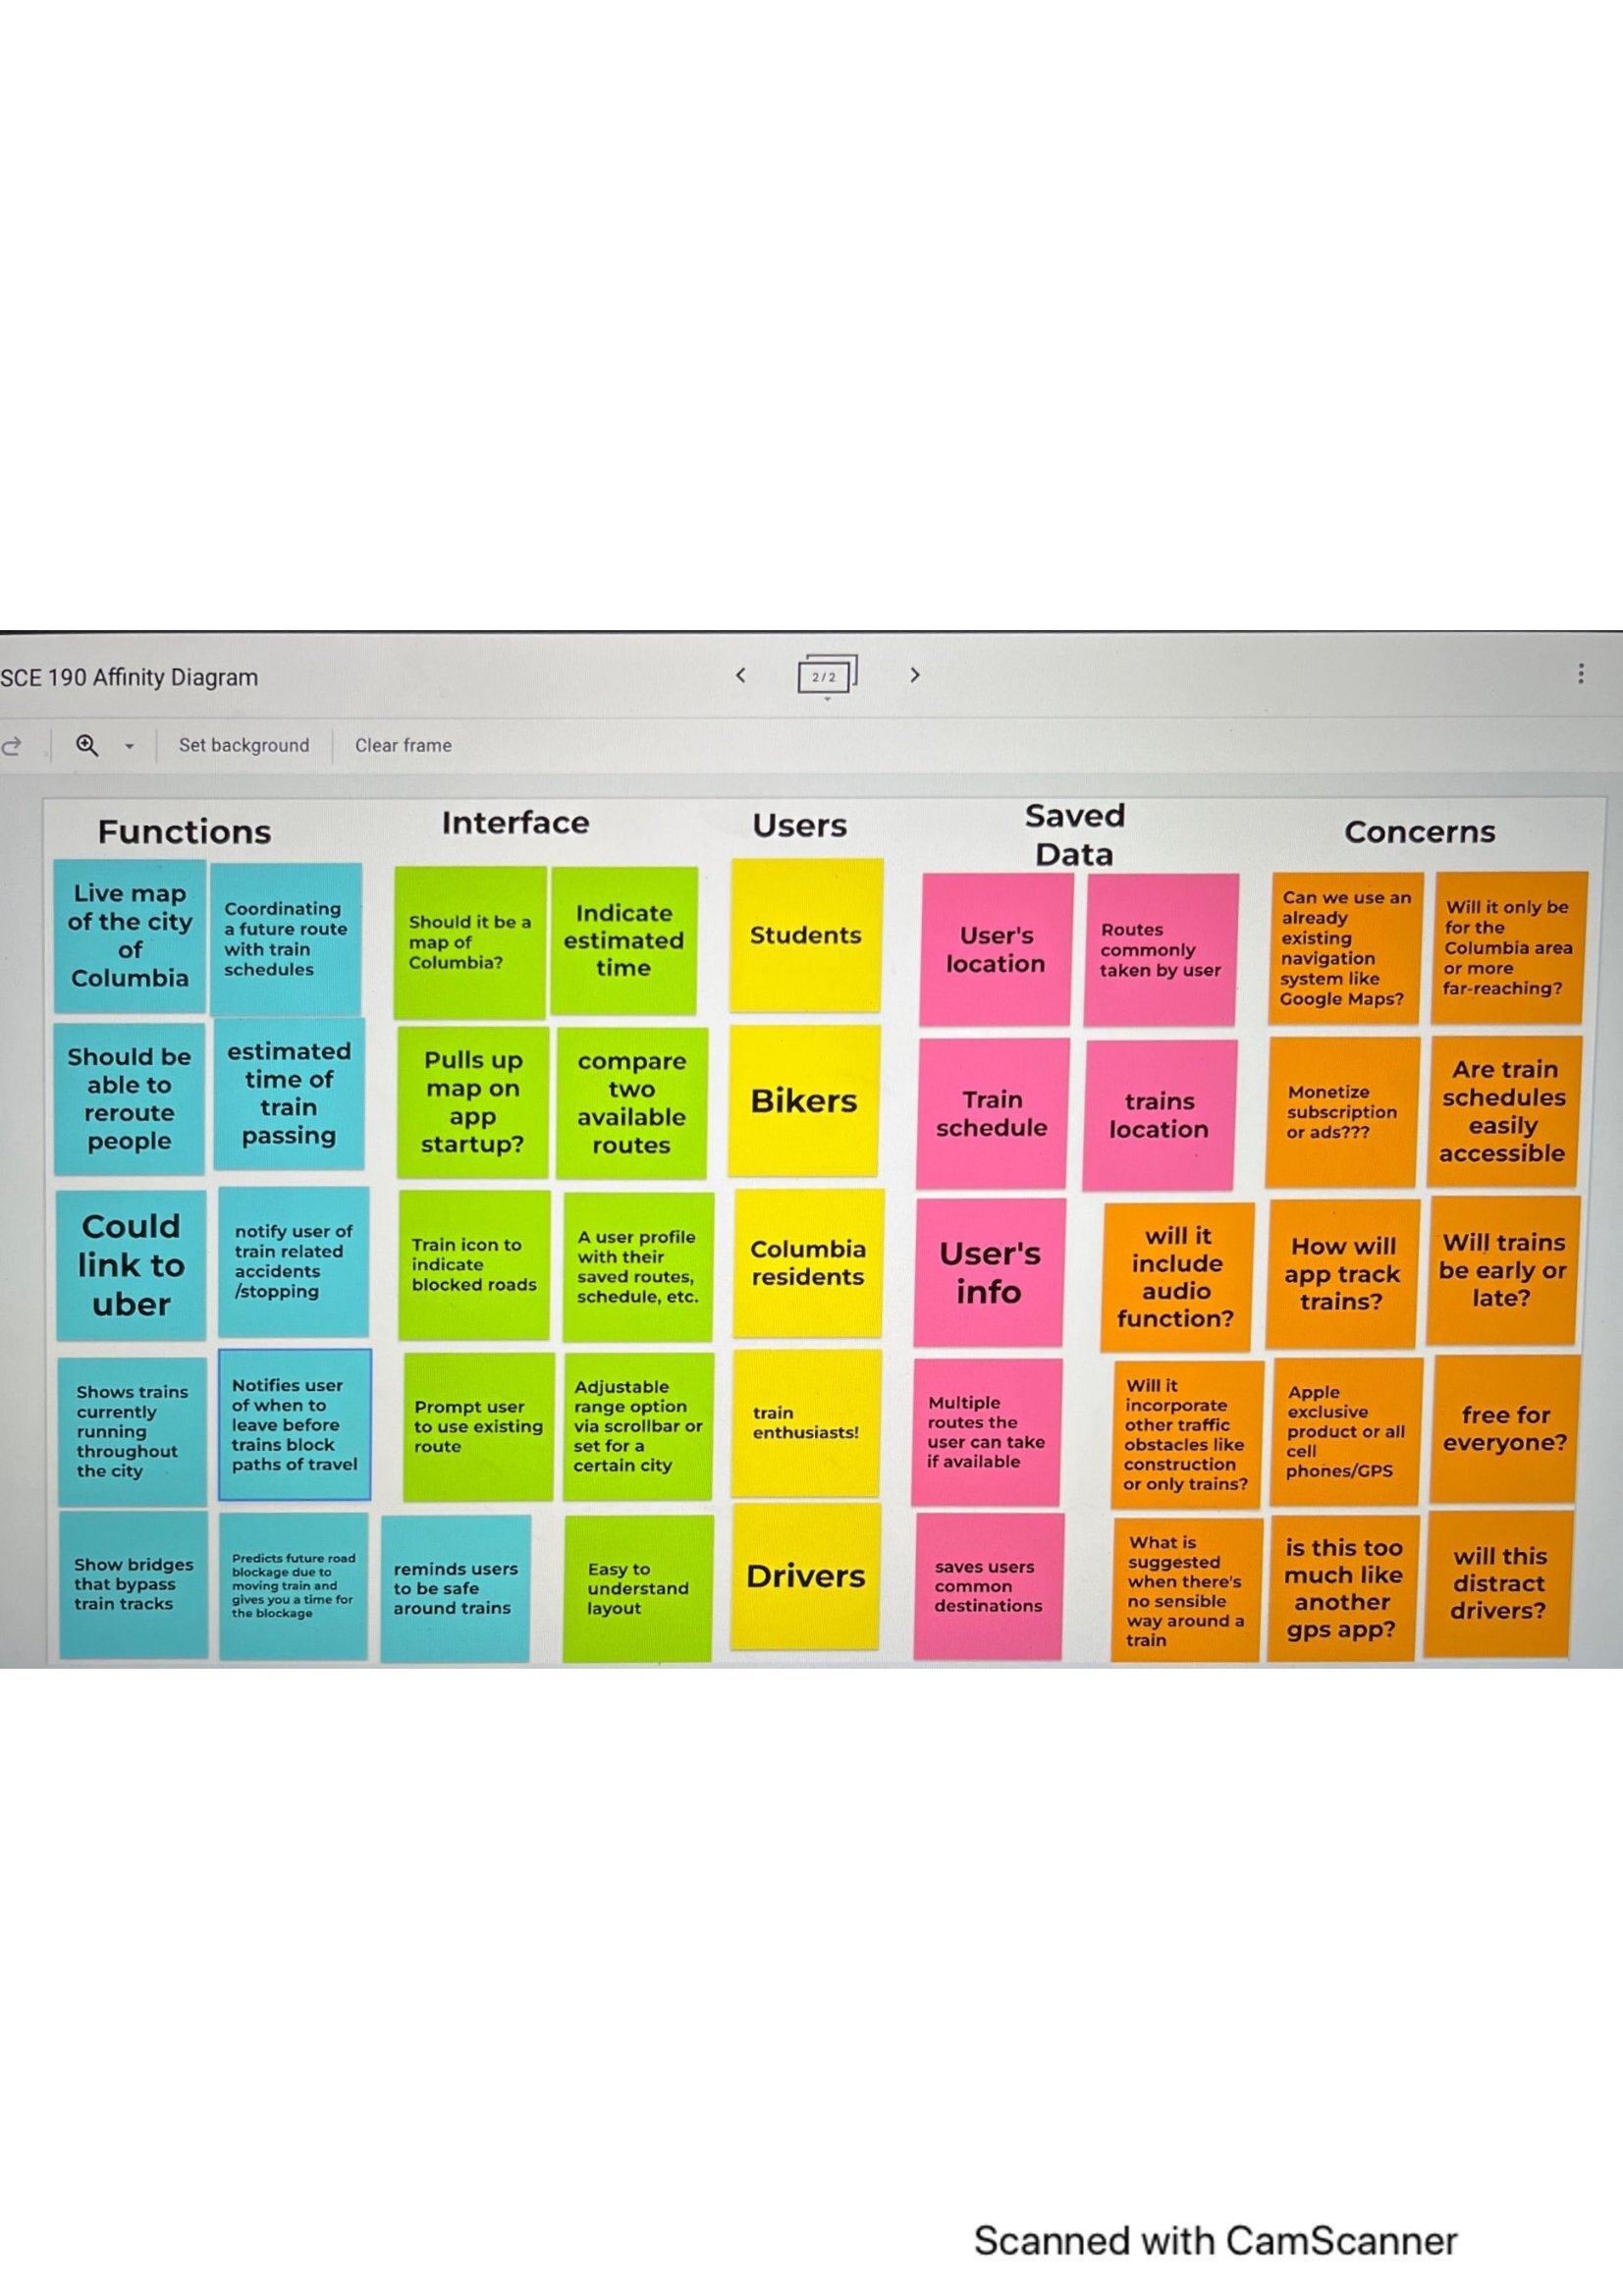 SCE 190 Affinity Diagram
2/2
Set background
Clear frame
Functions
Live map
of the city
of
Columbia
Coordinating
a future route
with train
schedules
Should be
able to
reroute
people
estimated
time of
train
passing
Could
link to
uber
notify user of
train related
accidents
/stopping
Shows trains
currently
running
throughout
the city
Notifies user
of when to
leave before
trains block
paths of travel
Show bridges
that bypass
train tracks
Predicts future road
blockage due to
moving train and
gives you a time for
the blockage
reminds users
to be safe
around trains
Interface
Should it be a
map of
Columbia?
Indicate
estimated
time
Pulls up
map on
app
startup?
compare
two
available
routes
Train icon to
indicate
blocked roads
A user profile
with their
saved routes,
schedule, etc.
Prompt user
to use existing
route
Adjustable
range option
via scrollbar or
set for a
certain city
Easy to
understand
layout
Users
Students
Bikers
Columbia
residents
train
enthusiasts!
Drivers
Saved
Data
User's
location
Routes
commonly
taken by user
Train
schedule
trains
location
User's
info
Multiple
routes the
user can take
if available
saves users
common
destinations
Concerns
Can we use an
already
existing
navigation
system like
Google Maps?
Will it only be
for the
Columbia area
or more
far-reaching?
Monetize
subscription
or ads???
Are train
schedules
easily
accessible
will it
include
audio
function?
How will
app track
trains?
Will trains
be early or
late?
Will it
incorporate
other traffic
obstacles like
construction
or only trains?
Apple
exclusive
product or all
cell
phones/GPS
free for
everyone?
What is
suggested
when there's
no sensible
way around a
train
is this too
much like
another
gps app?
will this
distract
drivers?
Scanned with CamScanner